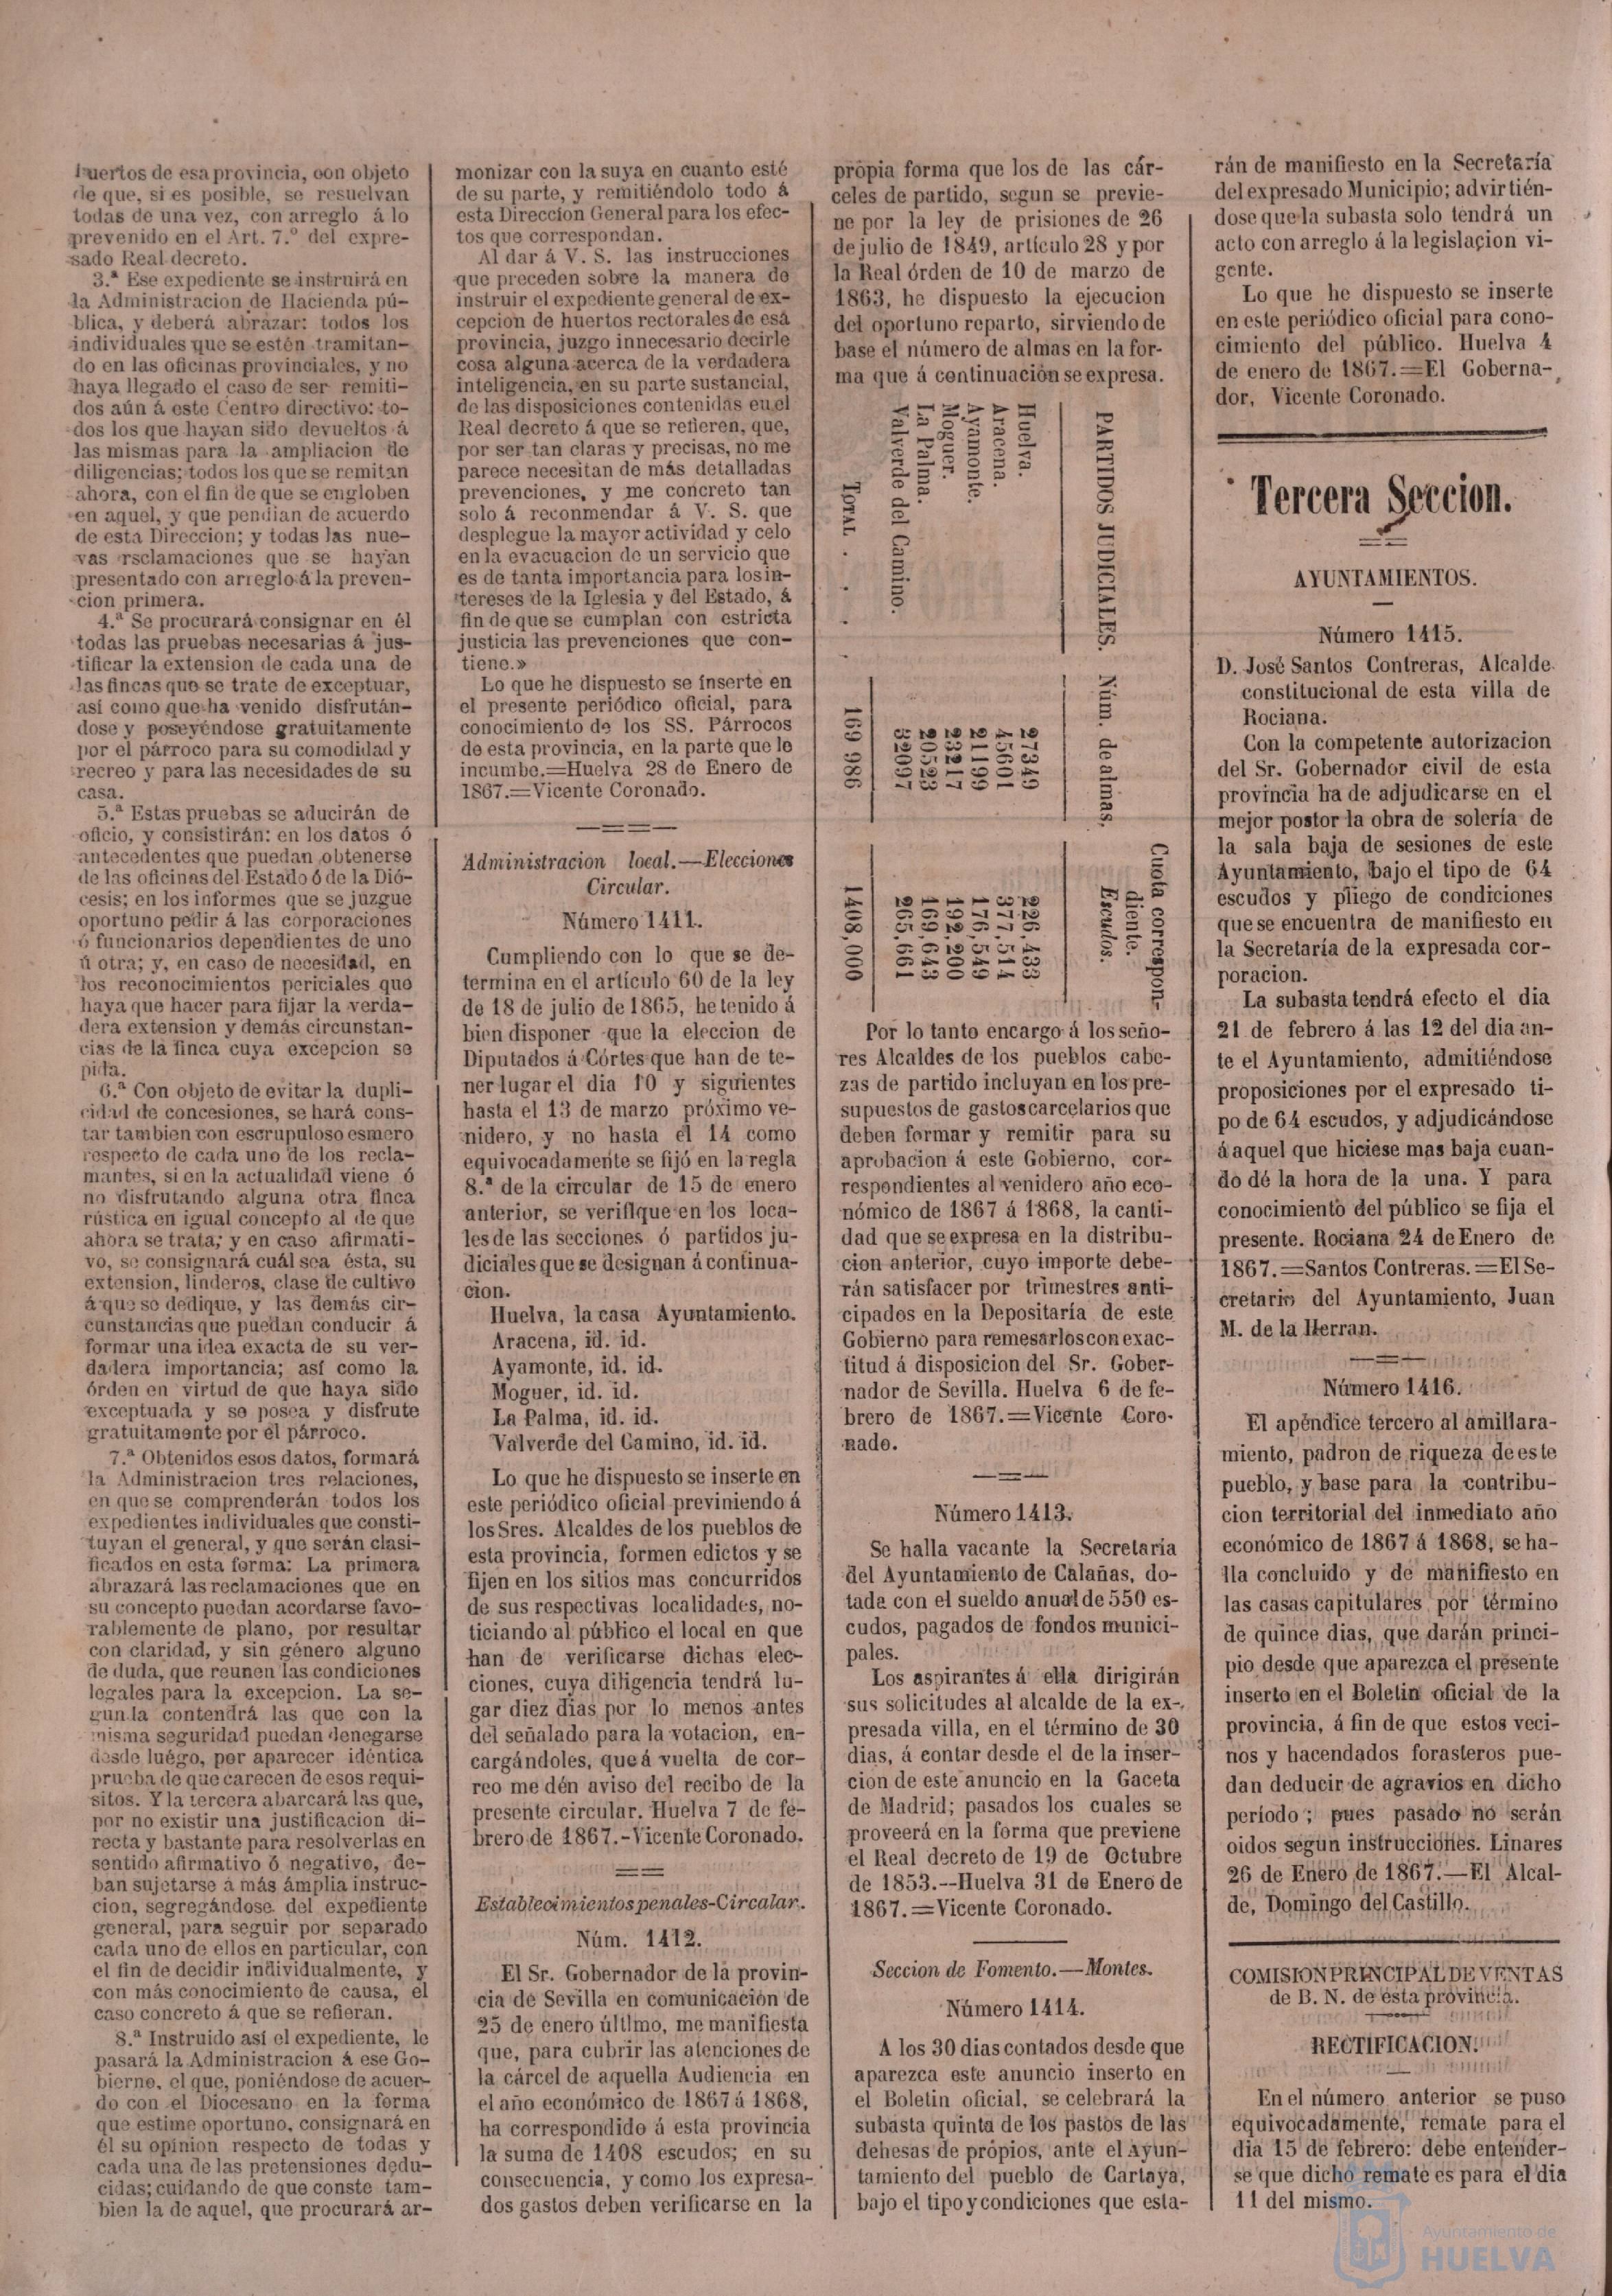 huertos de esa provincia, con objeto
de que, si es posible, se resuelvan
todas de una vez, con arreglo á lo
prevenido en el Art. 7.° del expre-
sado Real decreto.
3.ª Ese expediente se instruirá en
la Administracion de Hacienda pú-
blica, y deberá abrazar: todos los
individuales que se estén tramitan-
do en las oficinas provinciales, y no
haya llegado el caso de ser remiti-
dos aún á este Centro directivo: to-
dos los que hayan sido devueltos á
las mismas para la ampliacion de
diligencias; todos los que se remitan
ahora, con el fin de que se engloben
en aquel, y que pendian de acuerdo
de esta Direccion; y todas las nue-
vas rsclamaciones que se hayan
presentado con arreglo á la preven-
cion primera.
4.ª Se procurará consignar en él
todas las pruebas necesarias á jus-
tificar la extension de cada una de
las fincas que se trate de exceptuar,
así como que ha venido disfrután-
dose y poseyéndose gratuitamente
por el párroco para su comodidad y
recreo y para las necesidades de su
casa.
5.ª Estas pruebas se aducirán de
oficio, y consistirán: en los datos ó
antecedentes que puedan obtenerse
de las oficinas del Estado ó de la Dió-
cesis; en los informes que se juzgue
oportuno pedir á las corporaciones
ó funcionarios dependientes de uno
ú otra; y, en caso de necesidad, en
los reconocimientos periciales que
haya que hacer para fijar la verda-
dera extension y demás circunstan-
cias de la finca cuya excepcion se
pida.
6.ª Con objeto de evitar la dupli-
cidad de concesiones, se hará cons-
tar tambien con escrupuloso esmero
respecto de cada uno de los recla-
mantes, si en la actualidad viene ó
no disfrutando alguna otra finca
rústica en igual concepto al de que
ahora se trata; y en caso afirmati-
vo, se consignará cuál sea ésta, su
extension, linderos, clase de cultivo
á que se dedique, y las demás cir-
cunstancias que puedan conducir á
formar una idea exacta de su ver-
dadera importancia; así como la
órden en virtud de que haya sido
exceptuada y se posea y disfrute
gratuitamente por él párroco.
7.ª Obtenidos esos datos, formará
la Administracion tres relaciones,
en que se comprenderán todos los
expedientes individuales que consti-
tuyan el general, y que serán clasi-
ficados en esta forma: La primera
abrazará las reclamaciones que en
su concepto puedan acordarse favo-
rablemente de plano, por resultar
con claridad, y sin género alguno
de duda, que reunen las condiciones
legales para la excepcion. La se-
gunda contendrá las que con la
misma seguridad puedan denegarse
desde luégo, por aparecer idéntica
prueba de que carecen de esos requi-
sitos. Y la tercera abarcará las que,
por no existir una justificacion di-
recta y bastante para resolverlas en
sentido afirmativo ó negativo, de-
ban sujetarse á más ámplia instruc-
cion, segregándose del expediente
general, para seguir por separado
cada uno de ellos en particular, con
el fin de decidir individualmente, y
con más conocimiento de causa, el
caso concreto á que se refieran.
8.ª Instruido así el expediente, le
pasará la Administracion á ese Go-
bierno, el que, poniéndose de acuer-
do con el Diocesano en la forma
que estime oportuno, consignará en
él su opinion respecto de todas y
cada una de las pretensiones dedu-
cidas; cuidando de que conste tam-
bien la de aquel, que procurará ar-
monizar con la suya en cuanto esté
de su parte, y remitiéndolo todo á
esta Direccion General para los efec-
tos que correspondan.
Al dar á V. S. las instrucciones
que preceden sobre la manera de
instruir el expediente general de ex-
cepcion de huertos rectorales de esa
provincia, juzgo innecesario decirle
cosa alguna acerca de la verdadera
inteligencia, en su parte sustancial,
de las disposiciones contenidas eu el
Real decreto á que se refieren, que,
por ser tan claras y precisas, no me
parece necesitan de más detalladas
prevenciones, y me concreto tan
solo á reconmendar á V. S. que
desplegue la mayor actividad y celo
en la evacuacion de un servicio que
es de tanta importancia para los in-
tereses de la Iglesia y del Estado, á
fin de que se cumplan con estricta
justicia las prevenciones que con-
tiene.»
Lo que he dispuesto se inserte en
el presente periódico oficial, para
conocimiento de los SS. Párrocos
de esta provincia, en la parte que le
incumbe.=Huelva 28 de Enero de
1867.=Vicente Coronado.
Administracion local.—Elecciones
Circular.
Número 1411.
Cumpliendo con lo que se de-
termina en el artículo 60 de la ley
de 18 de julio de 1865, he tenido á
bien disponer que la eleccion de
Diputados á Córtes que han de te-
ner lugar el dia 10 y siguientes
hasta el 13 de marzo próximo ve-
nidero, y no hasta el 14 como
equivocadamente se fijó en la regla
8.ª de la circular de 15 de enero
anterior, se verifique en los loca-
les de las secciones ó partidos ju-
diciales que se designan á continua-
cion.
Huelva, la casa Ayuntamiento.
Aracena, id. id.
Ayamonte, id. id.
Moguer, id. id.
La Palma, id. id.
Valverde del Camino, id. id.
Lo que he dispuesto se inserte en
este periódico oficial previniendo á
los Sres. Alcaldes de los pueblos de
esta provincia, formen edictos y se
fijen en los sitios mas concurridos
de sus respectivas localidades, no-
ticiando al público el local en que
han de verificarse dichas elec-
ciones, cuya diligencia tendrá lu-
gar diez dias por lo menos antes
del señalado para la votacion, en-
cargándoles, que á vuelta de cor-
reo me dén aviso del recibo de la
presente circular. Huelva 7 de fe-
brero de 1867.-Vicente Coronado.
Establecimientos penales-Circular.
Núm. 1412.
El Sr. Gobernador de la provin-
cia de Sevilla en comunicación de
25 de enero último, me manifiesta
que, para cubrir las atenciones de
la cárcel de aquella Audiencia en
el año económico de 1867 á 1868,
ha correspondido á esta provincia
la suma de 1408 escudos; en su
consecuencia, y como los expresa-
dos gastos deben verificarse en la
própia forma que los de las cár-
celes de partido, segun se previe-
ne por la ley de prisiones de 26
de julio de 1849, artículo 28 y por
la Real órden de 10 de marzo de
1863, he dispuesto la ejecucion
del oportuno reparto, sirviendo de
base el número de almas en la for-
ma que á continuación se expresa.
PARTIDOS JUDICIALES. Núm. de almas. Cuota correspon-
diente.
Escudos.
Huelva. 27349 226,433
Aracena. 45601 377,514
Ayamonte. 21199 176,549
Moguer. 23217 192,200
La Palma. 20523 169,643
Valverde del Camino. 32097 265,661
TOTAL . . . . 169 986 1408,000
Por lo tanto encargo á los seño-
res Alcaldes de los pueblos cabe-
zas de partido incluyan en los pre-
supuestos de gastos carcelarios que
deben formar y remitir para su
aprobacion á este Gobierno, cor-
respondientes al venidero año eco-
nómico de 1867 á 1868, la canti-
dad que se expresa en la distribu-
cion anterior, cuyo importe debe-
rán satisfacer por trimestres anti-
cipados en la Depositaría de este
Gobierno para remesarlos con exac-
titud á disposicion del Sr. Gober-
nador de Sevilla. Huelva 6 de fe-
brero de 1867.=Vicente Coro-
nado.
Número 1413.
Se halla vacante la Secretaria
del Ayuntamiento de Calañas, do-
tada con el sueldo anual de 550 es-
cudos, pagados de fondos munici-
pales.
Los aspirantes á ella dirigirán
sus solicitudes al alcalde de la ex-
presada villa, en el término de 30
dias, á contar desde el de la inser-
cion de este anuncio en la Gaceta
de Madrid; pasados los cuales se
proveerá en la forma que previene
el Real decreto de 19 de Octubre
de 1853.--Huelva 31 de Enero de
1867.=Vicente Coronado.
Seccion de Fomento.—Montes.
Número 1414.
A los 30 dias contados desde que
aparezca este anuncio inserto en
el Boletin oficial, se celebrará la
subasta quinta de los pastos de las
dehesas de própios, ante el Ayun-
tamiento del pueblo de Cartaya,
bajo el tipo y condiciones que esta-
rán de manifiesto en la Secretaría
del expresado Municipio; advirtién-
dose que la subasta solo tendrá un
acto con arreglo á la legislacion vi-
gente.
Lo que he dispuesto se inserte
en este periódico oficial para cono-
cimiento del público. Huelva 4
de enero de 1867.=El Goberna-
dor, Vicente Coronado.
Tercera Seccion.
AYUNTAMIENTOS.
Número 1415.
D. José Santos Contreras, Alcalde
constitucional de esta villa de
Rociana.
Con la competente autorizacion
del Sr. Gobernador civil de esta
provincia ha de adjudicarse en el
mejor postor la obra de solería de
la sala baja de sesiones de este
Ayuntamiento, bajo el tipo de 64
escudos y pliego de condiciones
que se encuentra de manifiesto en
la Secretaría de la expresada cor-
poracion.
La subasta tendrá efecto el dia
21 de febrero á las 12 del dia an-
te el Ayuntamiento, admitiéndose
proposiciones por el expresado ti-
po de 64 escudos, y adjudicándose
á aquel que hiciese mas baja cuan-
do dé la hora de la una. Y para
conocimiento del público se fija el
presente. Rociana 24 de Enero de
1867.=Santos Contreras.=El Se-
cretario del Ayuntamiento, Juan
M. de la Herran.
Número 1416.
El apéndice tercero al amillara-
miento, padron de riqueza de este
pueblo, y base para la contribu-
cion territorial del inmediato año
económico de 1867 á 1868, se ha-
lla concluido y de manifiesto en
las casas capitulares por término
de quince dias, que darán princi-
pio desde que aparezca el presente
inserto en el Boletin oficial de la
provincia, á fin de que estos veci-
nos y hacendados forasteros pue-
dan deducir de agravios en dicho
período; pues pasado no serán
oidos segun instrucciones. Linares
26 de Enero de 1867.—El Alcal-
de, Domingo del Castillo.
COMISION PRINCIPAL DE VENTAS
de B. N. de esta provincia.
RECTIFICACION.
En el número anterior se puso
equivocadamente, remate para el
dia 15 de febrero: debe entender-
se que dicho remate es para el dia
11 del mismo.
Ayuntamiento de
HUELVA